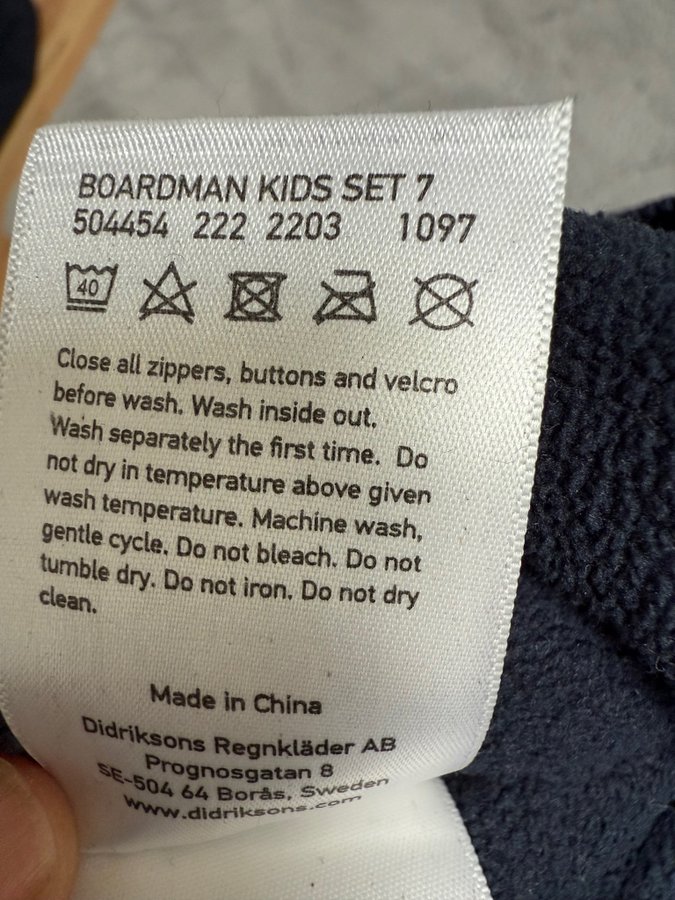 BOARDMAN KIDS SET 7
504454 222 2203 1097
40
Close all zippers, buttons and velcro
before wash. Wash inside out.
Wash separately the first time. Do
not dry in temperature above given
wash temperature. Machine wash,
gentle cycle. Do not bleach. Do not
tumble dry. Do not iron. Do not dry
clean.
Made in China
Didriksons Regnkläder AB
Prognosgatan 8
SE-504 64 Borås, Sweden
www.didriksons.com